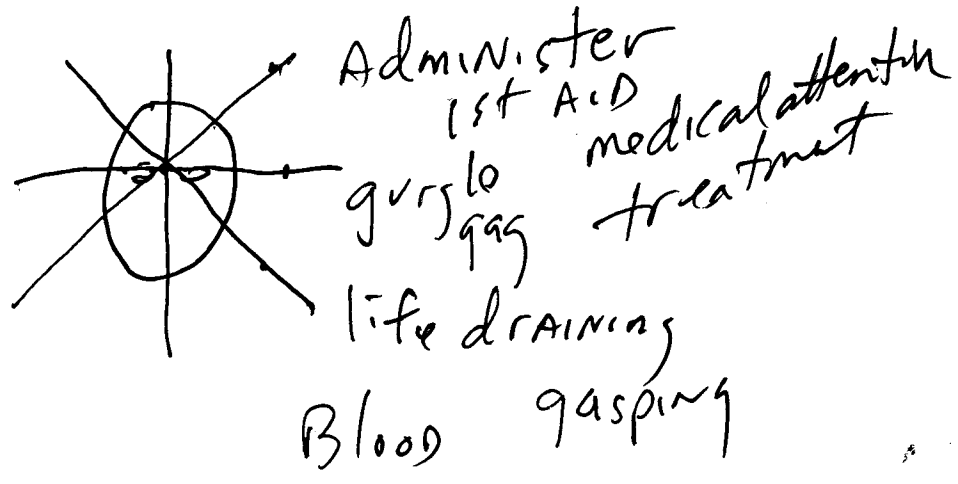 AdmiNister
1st AiD
medical attention
gurgle
gag
treatment
life drAiNing
BlooD gaspiNg